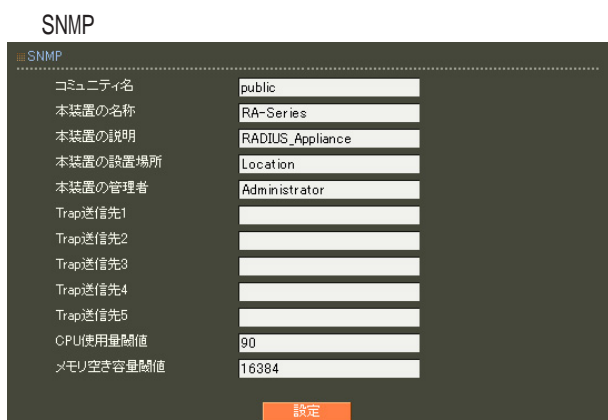 SNMP
SNMP
コミュニティ名 public
本装置の名称 RA-Series
本装置の説明 RADIUS_Appliance
本装置の設置場所 Location
本装置の管理者 Administrator
Trap送信先1
Trap送信先2
Trap送信先3
Trap送信先4
Trap送信先5
CPU使用量閾値 90
メモリ空き容量閾値 16384
設定